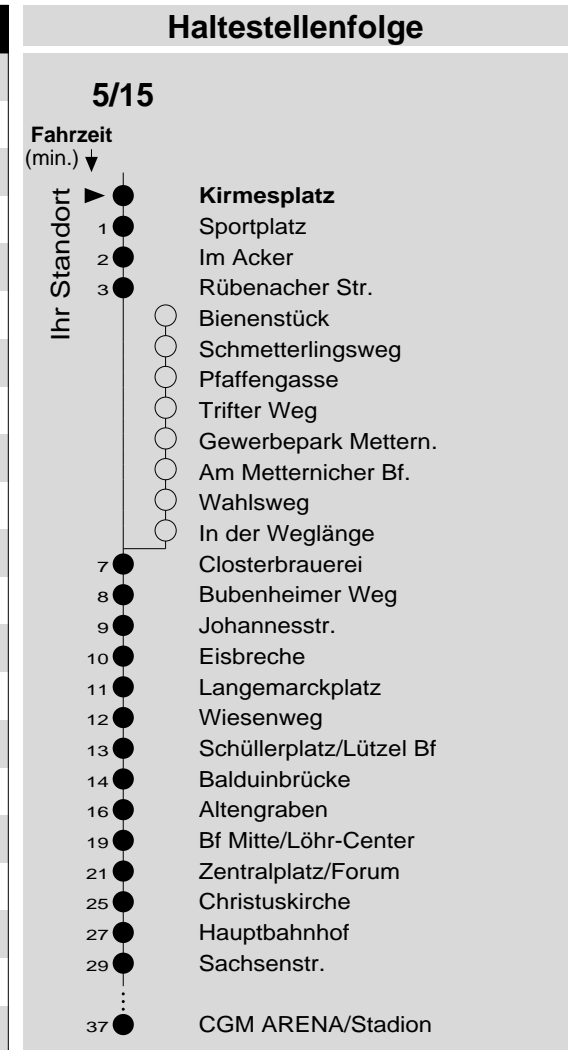 Haltestellenfolge
5/15
Fahrzeit
(min.)
Ihr Standort
Kirmesplatz
1 Sportplatz
2 Im Acker
3 Rübenacher Str.
Bienenstück
Schmetterlingsweg
Pfaffengasse
Trifter Weg
Gewerbepark Mettern.
Am Metternicher Bf.
Wahlsweg
In der Weglänge
7 Closterbrauerei
8 Bubenheimer Weg
9 Johannesstr.
10 Eisbreche
11 Langemarckplatz
12 Wiesenweg
13 Schüllerplatz/Lützel Bf
14 Balduinbrücke
16 Altengraben
19 Bf Mitte/Löhr-Center
21 Zentralplatz/Forum
25 Christuskirche
27 Hauptbahnhof
29 Sachsenstr.
37 CGM ARENA/Stadion